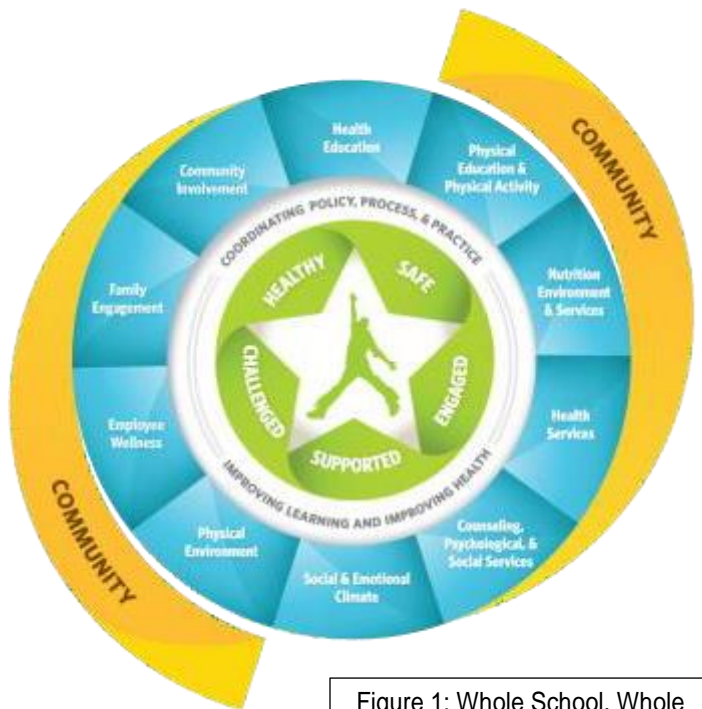 COMMUNITY
Health
Education
Physical
Education &
Physical Activity
Nutrition
Environment
& Services
Health
Services
Counseling,
Psychological, &
Social Services
Social & Emotional
Climate
Physical
Environment
Employee
Wellness
Family
Engagement
Community
Involvement
COORDINATING POLICY, PROCESS, & PRACTICE
IMPROVING LEARNING AND IMPROVING HEALTH
HEALTHY
SAFE
ENGAGED
SUPPORTED
CHALLENGED
COMMUNITY
Figure 1: Whole School, Whole